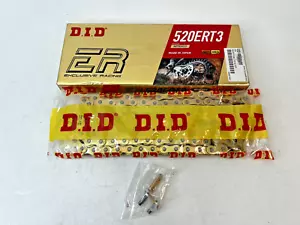 D.I.D
520ERT3
ER
EXCLUSIVE RACING
MADE IN JAPAN
D.I.D D.I.D D.I.D